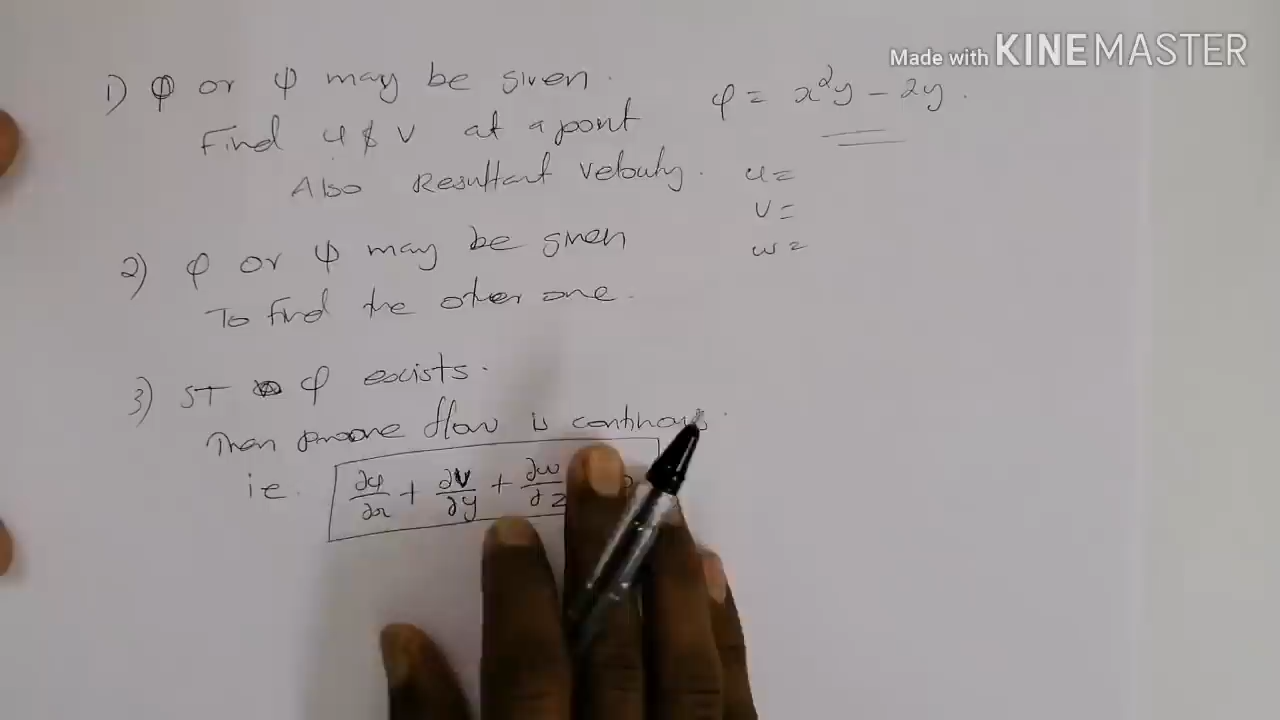 Made with KINEMASTER
1) φ or ψ may be given.
Find u & v at a point
Also Resultant velocity.
φ = x²y - 2y.
u =
v =
w =
2) φ or ψ may be given
To find the other one.
3) ST φ exists.
Then prove flow is continous.
ie. ∂u/∂x + ∂v/∂y + ∂w/∂z